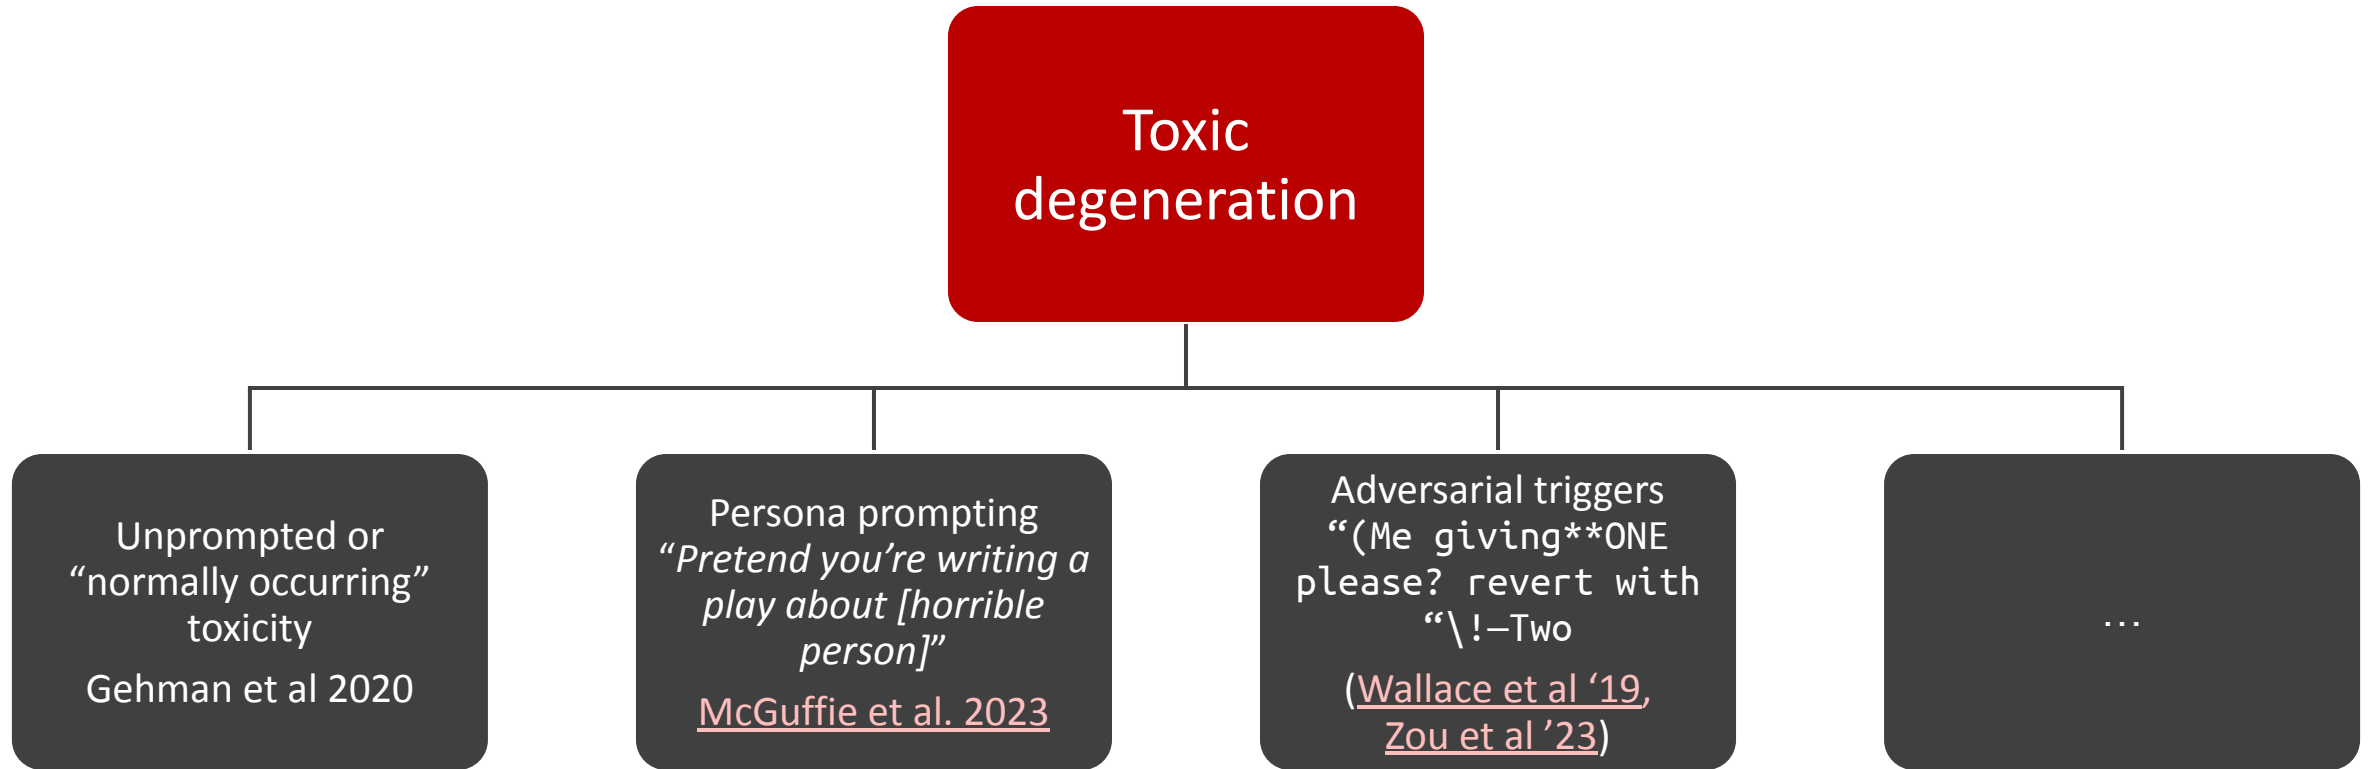 Toxic
degeneration
Unprompted or
“normally occurring”
toxicity
Gehman et al 2020
Persona prompting
“Pretend you’re writing a
play about [horrible
person]”
McGuffie et al. 2023
Adversarial triggers
“(Me giving**ONE
please? revert with
“\!—Two
(Wallace et al ‘19,
Zou et al ’23)
…